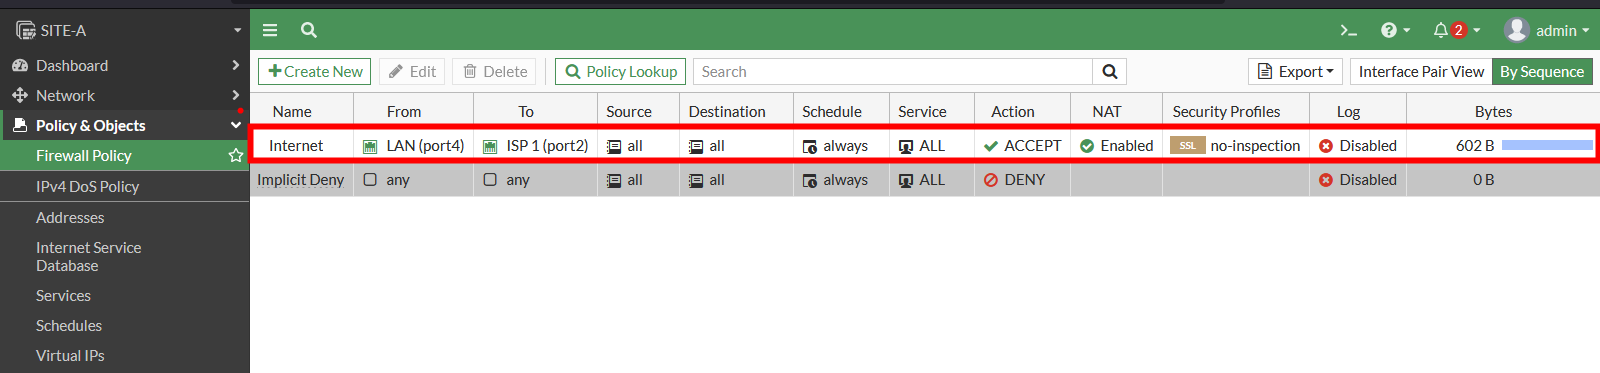 SITE-A
2 admin
Dashboard
Network
Policy & Objects
Firewall Policy
IPv4 DoS Policy
Addresses
Internet Service
Database
Services
Schedules
Virtual IPs
Create New Edit Delete Policy Lookup Search Export Interface Pair View By Sequence
Name From To Source Destination Schedule Service Action NAT Security Profiles Log Bytes
Internet LAN (port4) ISP 1 (port2) all all always ALL ACCEPT Enabled SSL no-inspection Disabled 602 B
Implicit Deny any any all all always ALL DENY Disabled 0 B